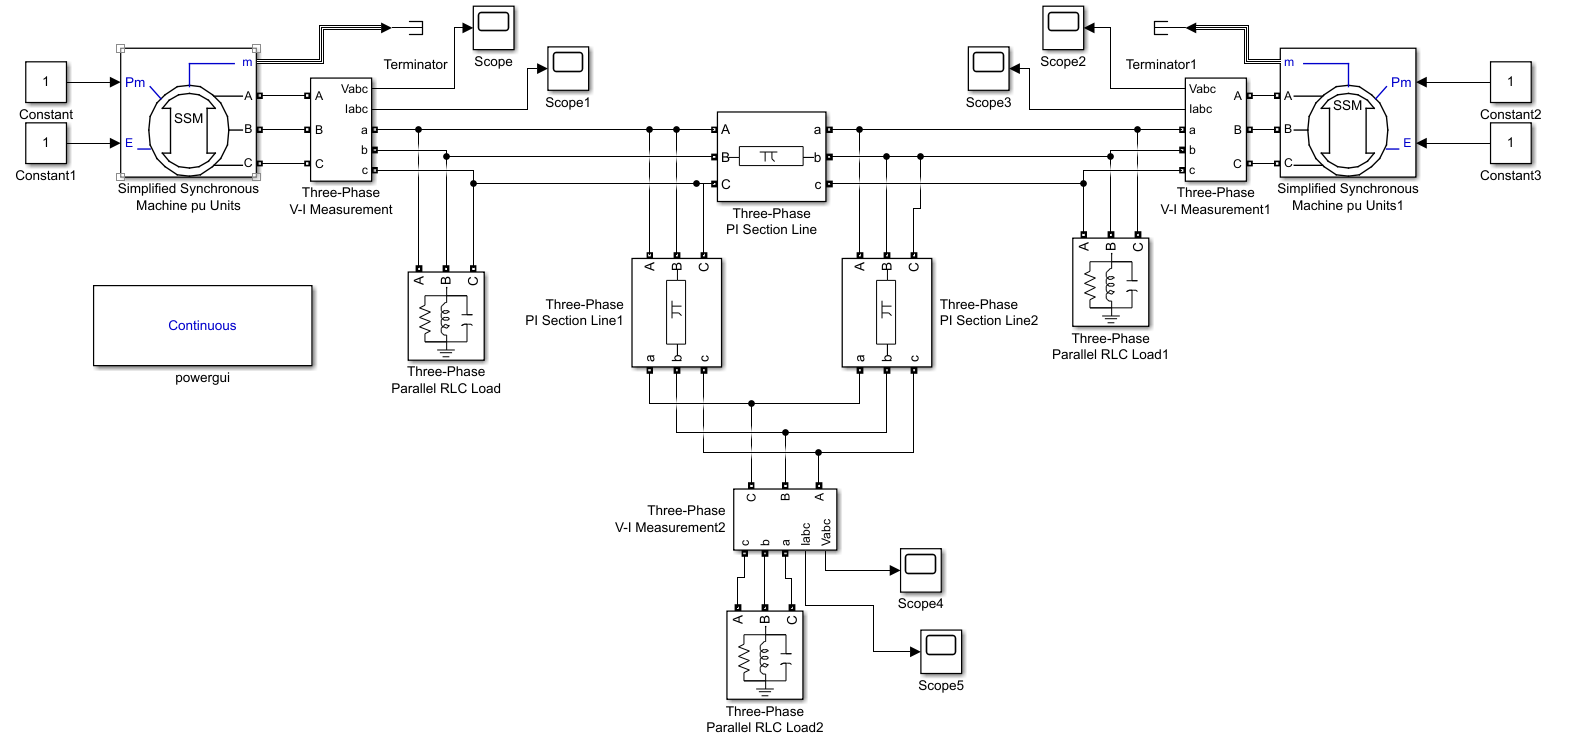 1
Constant
1
Constant1
Pm
E
m
SSM
A
B
C
Simplified Synchronous
Machine pu Units
Terminator
Scope
Scope1
A
B
C
Vabc
Iabc
a
b
c
Three-Phase
V-I Measurement
A
B
C
a
b
c
Three-Phase
PI Section Line
Scope2
Scope3
Terminator1
Vabc
Iabc
a
b
c
A
B
C
Three-Phase
V-I Measurement1
m
Pm
E
SSM
A
B
C
Simplified Synchronous
Machine pu Units1
1
Constant2
1
Constant3
Continuous
powergui
A B C
Three-Phase
Parallel RLC Load
A B C
a b c
Three-Phase
PI Section Line1
A B C
a b c
Three-Phase
PI Section Line2
A B C
Three-Phase
Parallel RLC Load1
C B A
c b a Iabc Vabc
Three-Phase
V-I Measurement2
Scope4
Scope5
A B C
Three-Phase
Parallel RLC Load2